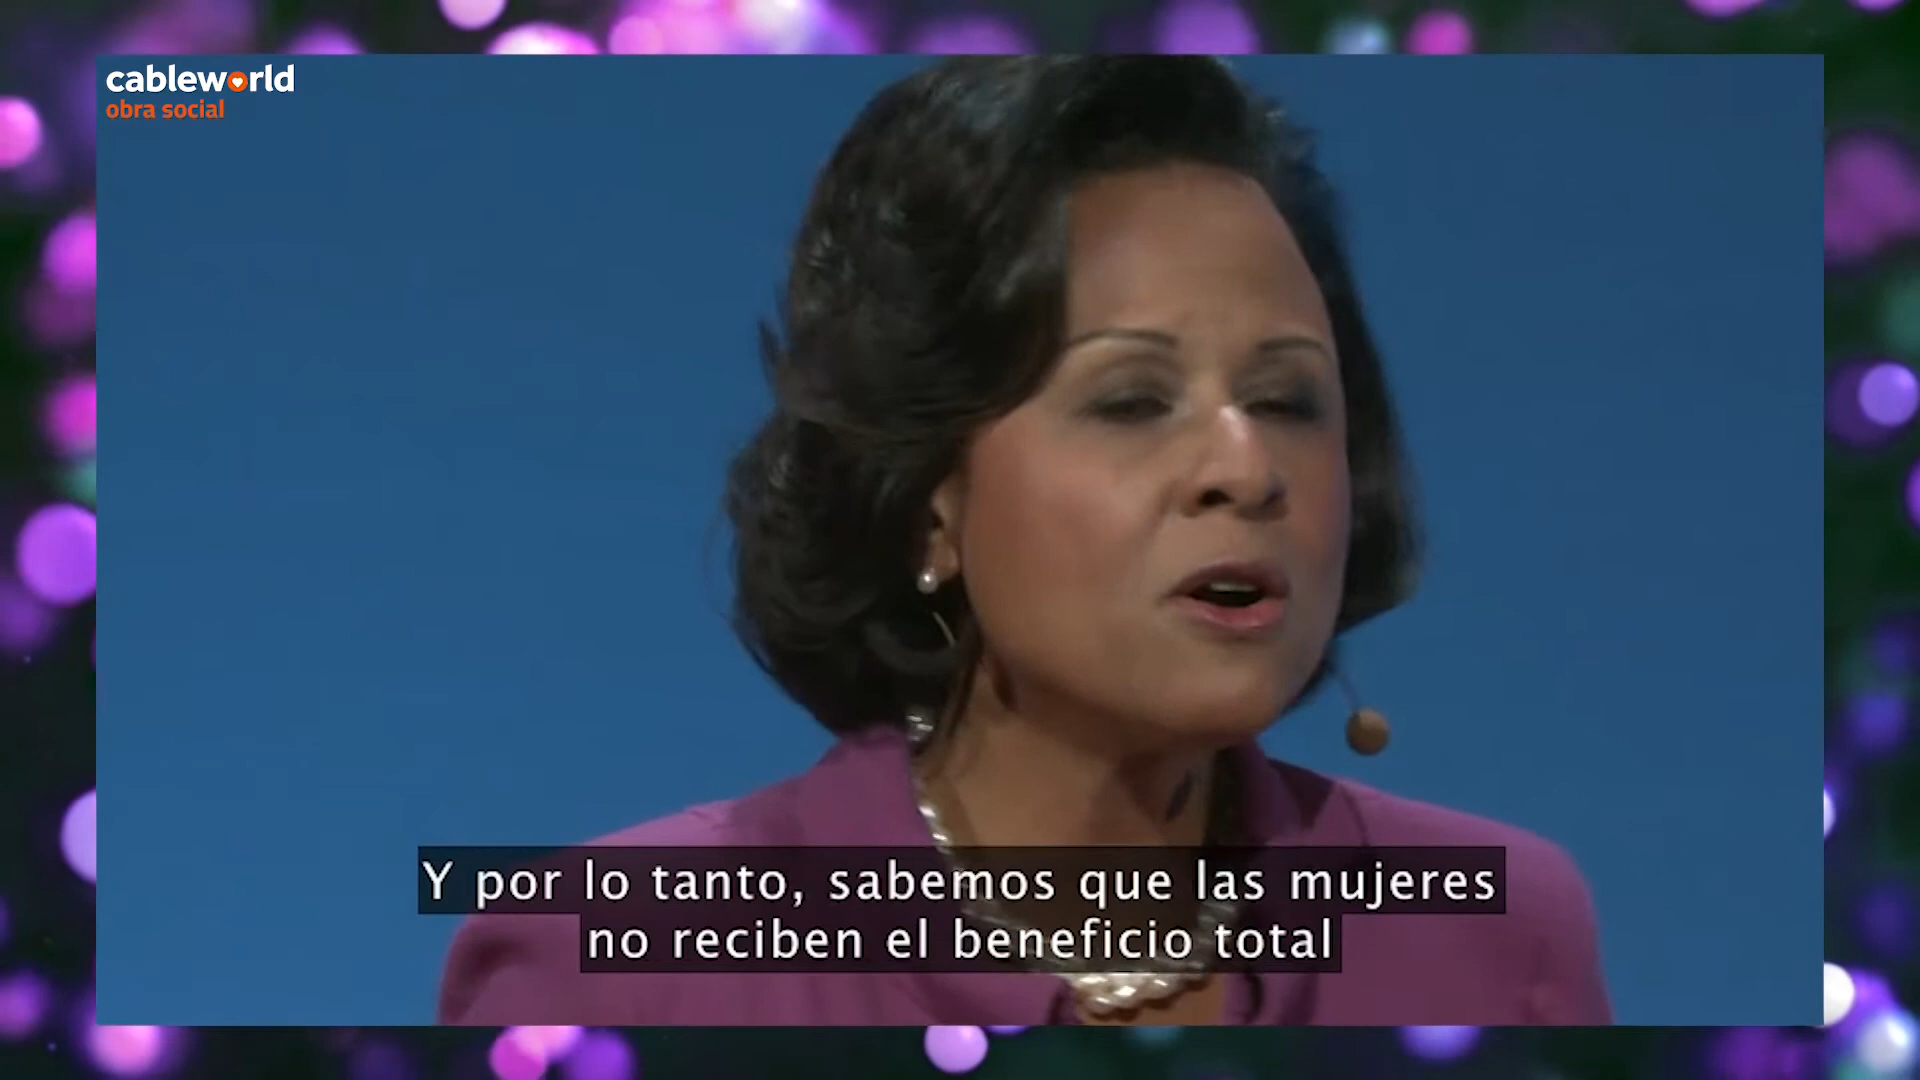 cableworld
obra social
Y por lo tanto, sabemos que las mujeres
no reciben el beneficio total